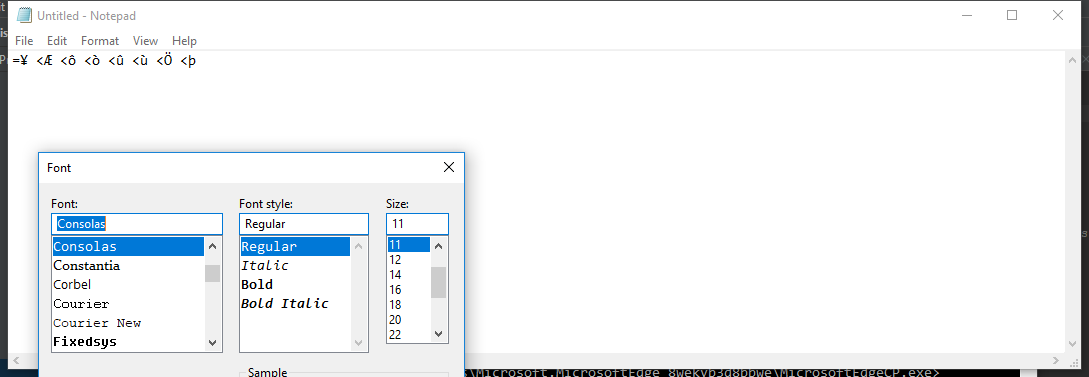 Untitled - Notepad
File Edit Format View Help
=¥ <Æ <ô <ò <û <ù <Ö <þ
Font
Font: Font style: Size:
Consolas Regular 11
Consolas Regular 11
Constantia Italic 12
Corbel Bold 14
Courier Bold Italic 16
Courier New 18
Fixedsys 20
22
Sample
\Microsoft.MicrosoftEdge_8wekyb3d8bbwe\MicrosoftEdgeCP.exe>